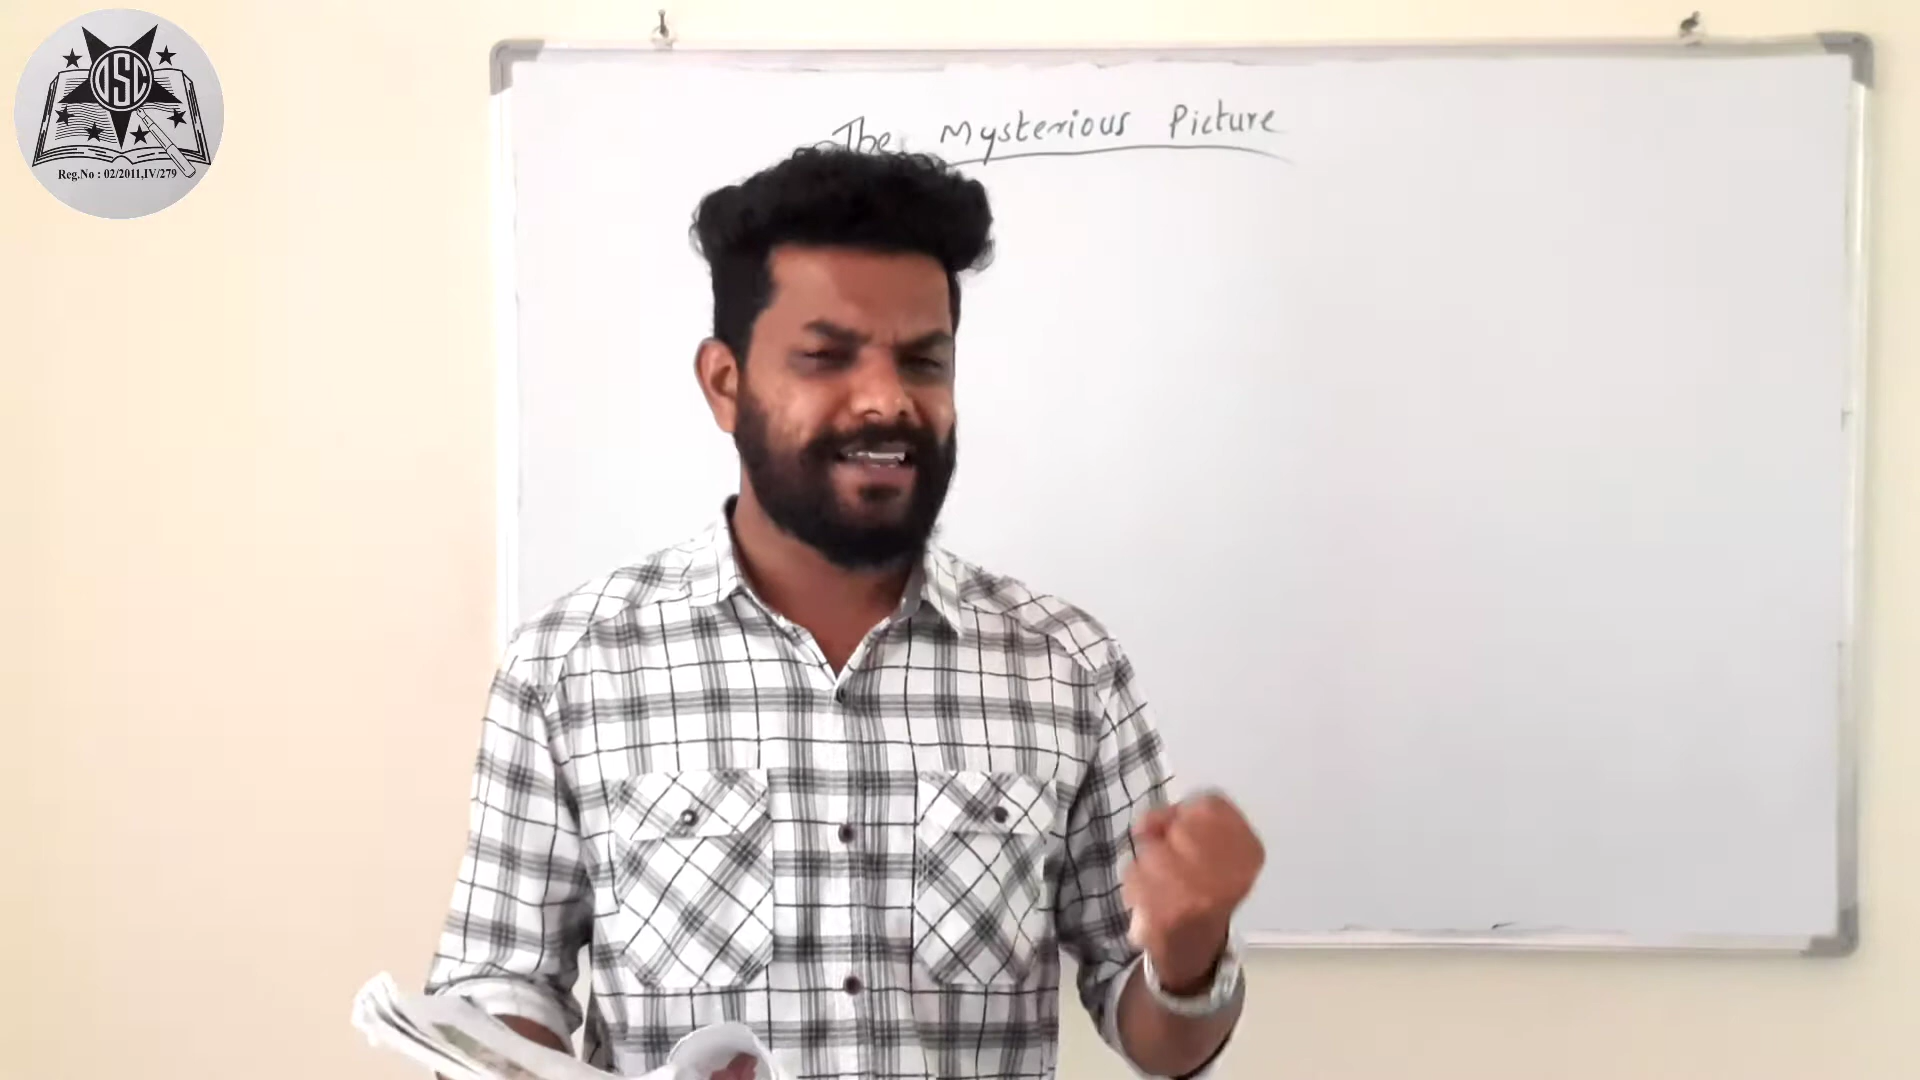 OSC
Reg.No : 02/2011,IV/279
The Mysterious Picture